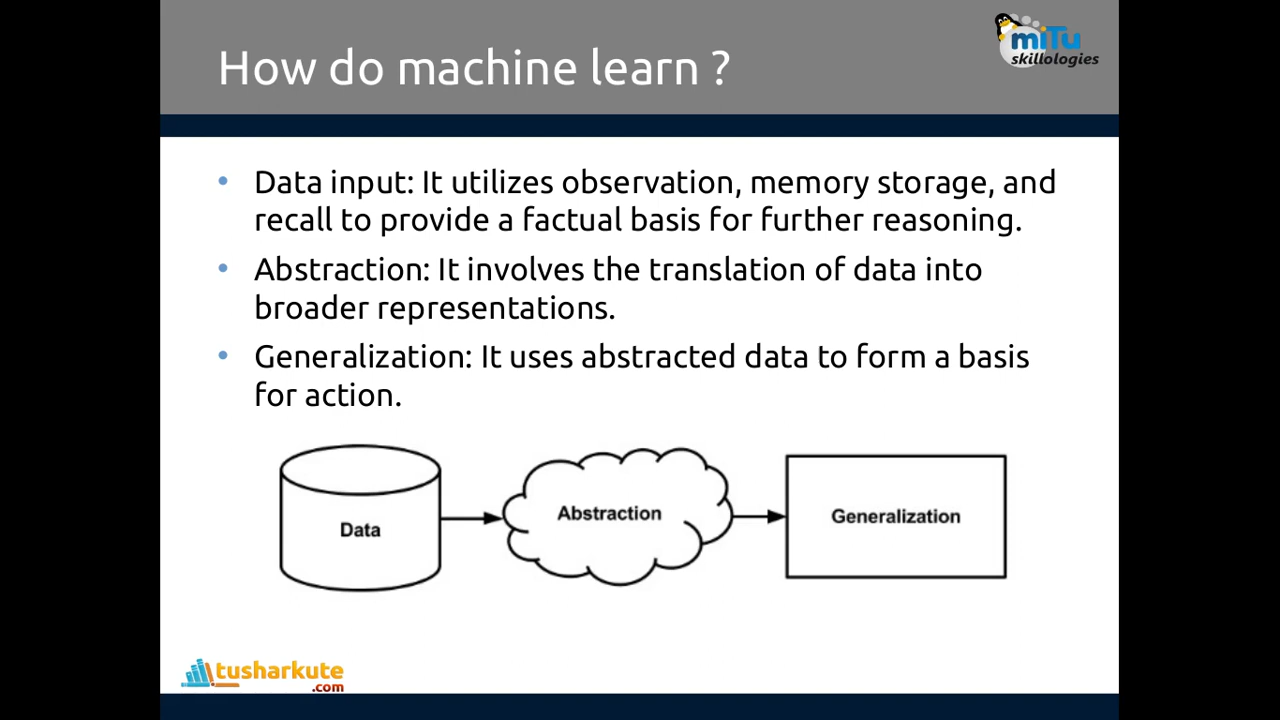 How do machine learn ?
miTu
skillologies
• Data input: It utilizes observation, memory storage, and
recall to provide a factual basis for further reasoning.
• Abstraction: It involves the translation of data into
broader representations.
• Generalization: It uses abstracted data to form a basis
for action.
Data
Abstraction
Generalization
tusharkute
.com